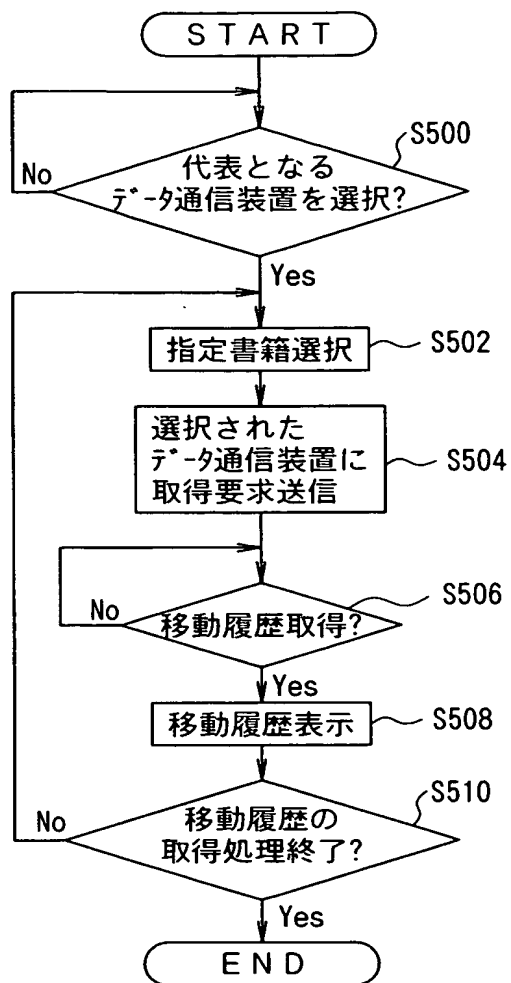 START
S500
代表となる
データ通信装置を選択?
No
Yes
指定書籍選択
S502
選択された
データ通信装置に
取得要求送信
S504
S506
移動履歴取得?
No
Yes
移動履歴表示
S508
S510
移動履歴の
取得処理終了?
No
Yes
END